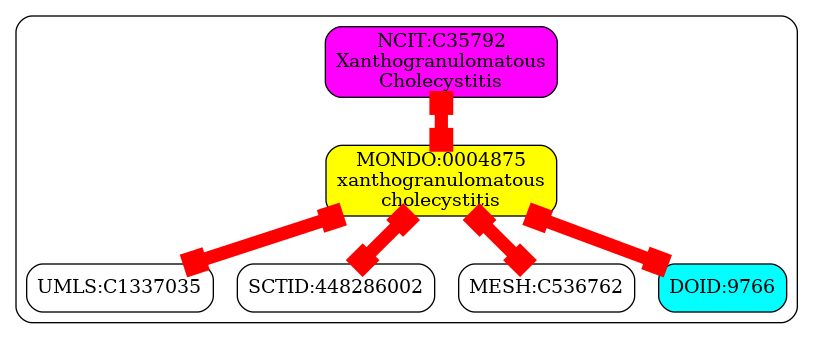 NCIT:C35792
Xanthogranulomatous
Cholecystitis
MONDO:0004875
xanthogranulomatous
cholecystitis
UMLS:C1337035
SCTID:448286002
MESH:C536762
DOID:9766